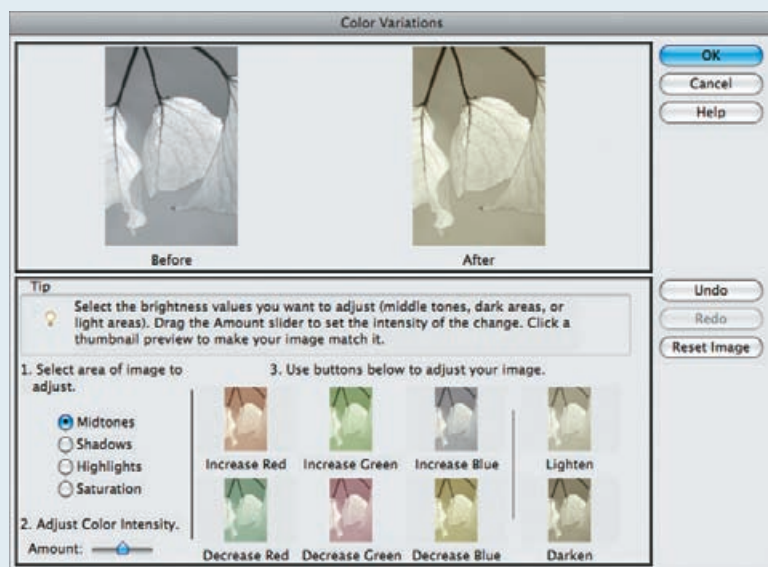 Color Variations
OK
Cancel
Help
Before
After
Tip
Select the brightness values you want to adjust (middle tones, dark areas, or
light areas). Drag the Amount slider to set the intensity of the change. Click a
thumbnail preview to make your image match it.
Undo
Redo
Reset Image
1. Select area of image to
adjust.
Midtones
Shadows
Highlights
Saturation
2. Adjust Color Intensity.
Amount:
3. Use buttons below to adjust your image.
Increase Red
Increase Green
Increase Blue
Lighten
Decrease Red
Decrease Green
Decrease Blue
Darken